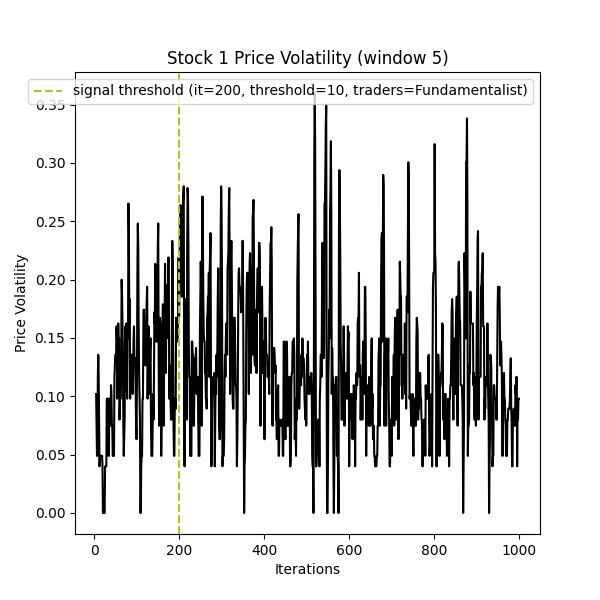 Stock 1 Price Volatility (window 5)
signal threshold (it=200, threshold=10, traders=Fundamentalist)
0.35
0.30
0.25
0.20
0.15
0.10
0.05
0.00
Price Volatility
0 200 400 600 800 1000
Iterations